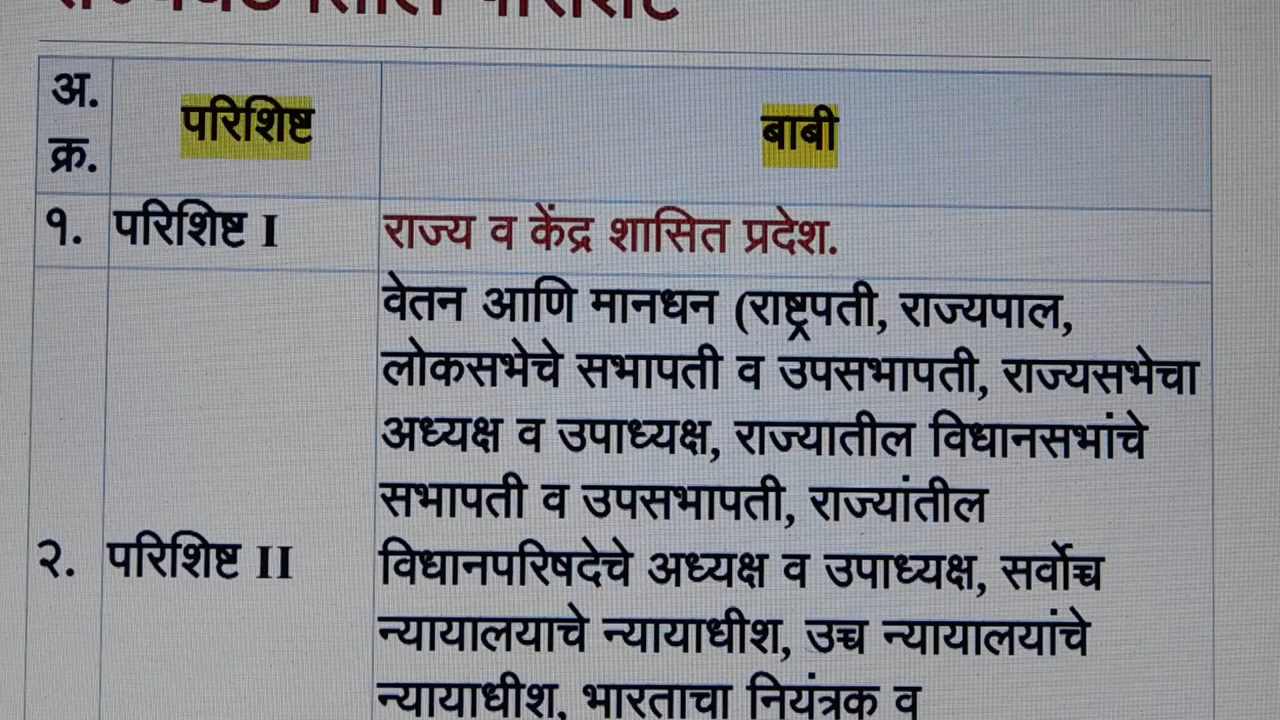 अ. क्र. परिशिष्ट बाबी
१. परिशिष्ट I राज्य व केंद्र शासित प्रदेश.
वेतन आणि मानधन (राष्ट्रपती, राज्यपाल,
लोकसभेचे सभापती व उपसभापती, राज्यसभेचा
अध्यक्ष व उपाध्यक्ष, राज्यातील विधानसभांचे
सभापती व उपसभापती, राज्यांतील
२. परिशिष्ट II विधानपरिषदेचे अध्यक्ष व उपाध्यक्ष, सर्वोच्च
न्यायालयाचे न्यायाधीश, उच्च न्यायालयांचे
न्यायाधीश, भारताचा नियंत्रक व